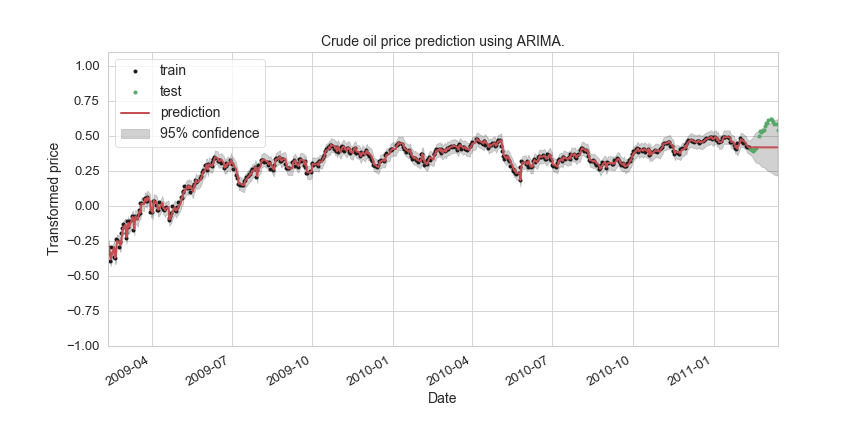 Crude oil price prediction using ARIMA.
train
test
prediction
95% confidence
1.00
0.75
0.50
0.25
0.00
−0.25
−0.50
−0.75
−1.00
Transformed price
2009-04
2009-07
2009-10
2010-01
2010-04
2010-07
2010-10
2011-01
Date